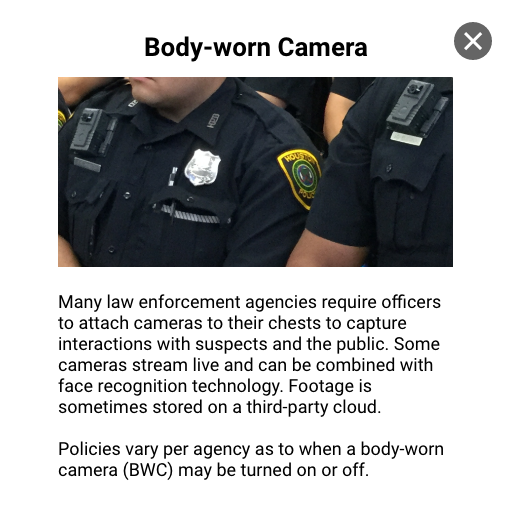 Body-worn Camera
HPD
HOUSTON
POLICE
Many law enforcement agencies require officers
to attach cameras to their chests to capture
interactions with suspects and the public. Some
cameras stream live and can be combined with
face recognition technology. Footage is
sometimes stored on a third-party cloud.
Policies vary per agency as to when a body-worn
camera (BWC) may be turned on or off.